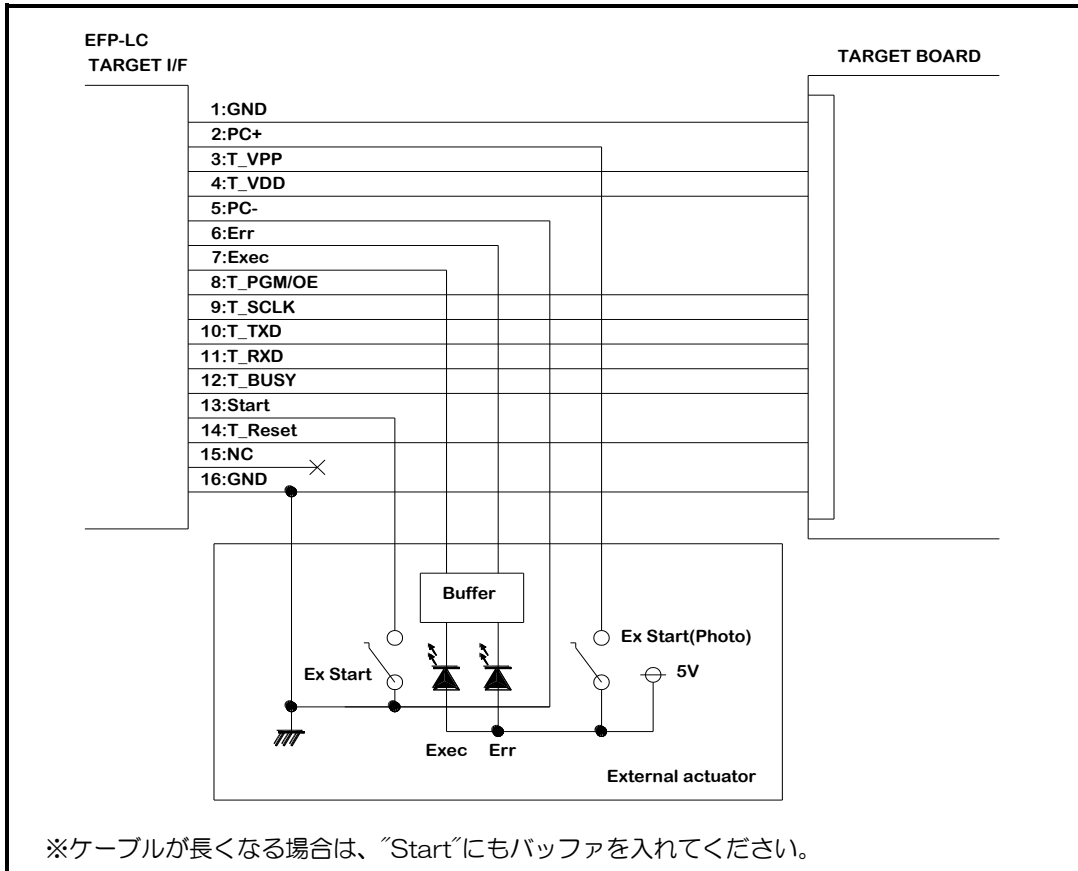 EFP-LC
TARGET I/F
TARGET BOARD
1:GND
2:PC+
3:T_VPP
4:T_VDD
5:PC-
6:Err
7:Exec
8:T_PGM/OE
9:T_SCLK
10:T_TXD
11:T_RXD
12:T_BUSY
13:Start
14:T_Reset
15:NC
16:GND
Buffer
Ex Start(Photo)
Ex Start
5V
Exec Err
External actuator
※ケーブルが長くなる場合は、˝Start˝にもバッファを入れてください。